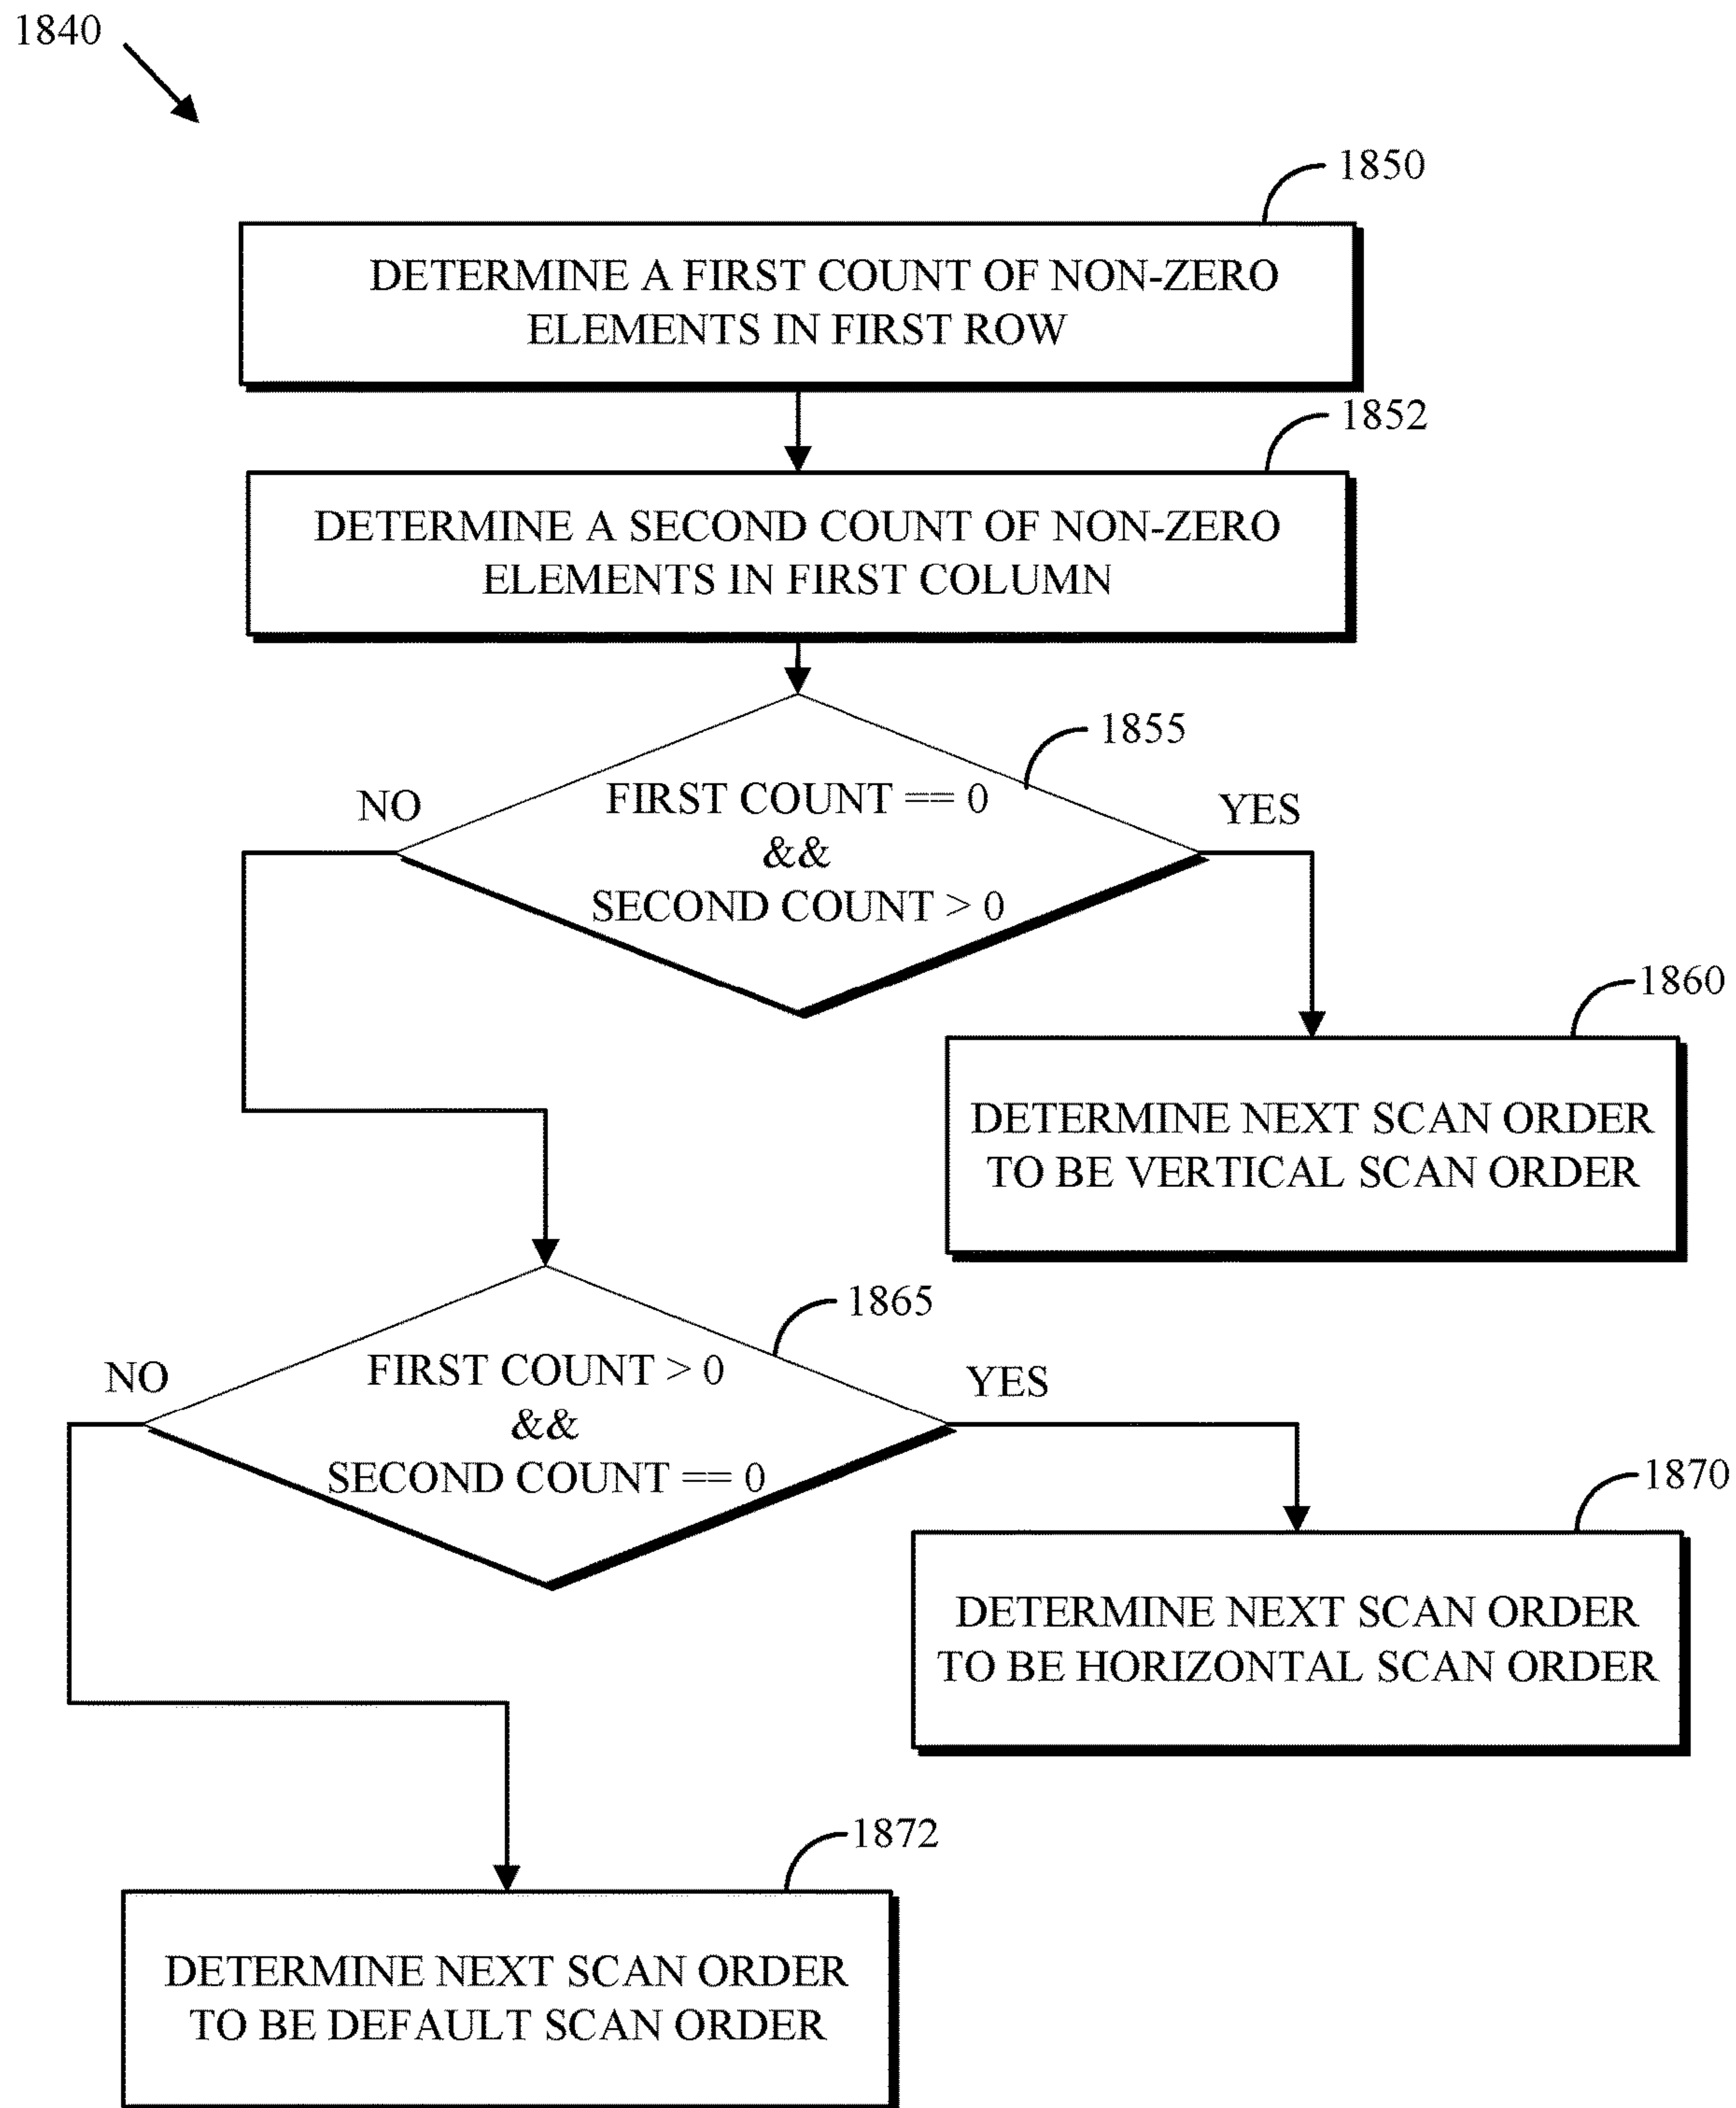 1840
1850
DETERMINE A FIRST COUNT OF NON-ZERO
ELEMENTS IN FIRST ROW
1852
DETERMINE A SECOND COUNT OF NON-ZERO
ELEMENTS IN FIRST COLUMN
1855
NO
FIRST COUNT == 0
&&
SECOND COUNT > 0
YES
1860
DETERMINE NEXT SCAN ORDER
TO BE VERTICAL SCAN ORDER
1865
NO
FIRST COUNT > 0
&&
SECOND COUNT == 0
YES
1870
DETERMINE NEXT SCAN ORDER
TO BE HORIZONTAL SCAN ORDER
1872
DETERMINE NEXT SCAN ORDER
TO BE DEFAULT SCAN ORDER